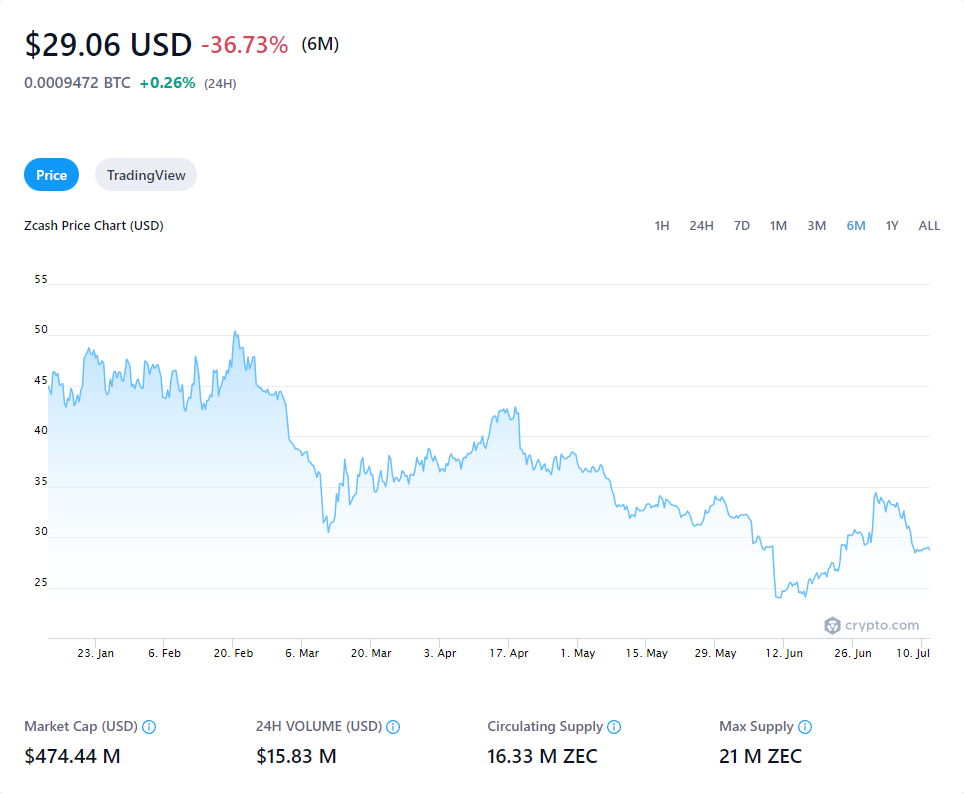 $29.06 USD -36.73% (6M)
0.0009472 BTC +0.26% (24H)
Price TradingView
Zcash Price Chart (USD) 1H 24H 7D 1M 3M 6M 1Y ALL
55
50
45
40
35
30
25
crypto.com
23. Jan 6. Feb 20. Feb 6. Mar 20. Mar 3. Apr 17. Apr 1. May 15. May 29. May 12. Jun 26. Jun 10. Jul
Market Cap (USD) 24H VOLUME (USD) Circulating Supply Max Supply
$474.44 M $15.83 M 16.33 M ZEC 21 M ZEC